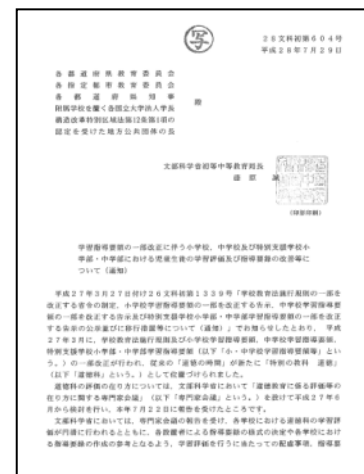 写
28文科初第604号
平成28年7月29日
各都道府県教育委員会
各指定都市教育委員会
各都道府県知事
附属学校を置く各国立大学法人学長
構造改革特別区域法第12条第1項の
認定を受けた地方公共団体の長
殿
文部科学省初等中等教育局長
藤原 誠
(印影印刷)
学習指導要領の一部改正に伴う小学校、中学校及び特別支援学校小
学部・中学部における児童生徒の学習評価及び指導要録の改善等に
ついて(通知)
平成27年3月27日付け26文科初第1339号「学校教育法施行規則の一部を
改正する省令の制定、小学校学習指導要領の一部を改正する告示、中学校学習指導要
領の一部を改正する告示及び特別支援学校小学部・中学部学習指導要領の一部を改正
する告示の公示並びに移行措置等について(通知)」でお知らせしたとおり、平成
27年3月に、学校教育法施行規則及び小学校学習指導要領、中学校学習指導要領、
特別支援学校小学部・中学部学習指導要領(以下「小・中学校学習指導要領等」とい
う。)の一部改正が行われ、従来の「道徳の時間」が新たに「特別の教科 道徳」
(以下「道徳科」という。)として位置づけられました。
道徳科の評価の在り方については、文部科学省において「道徳教育に係る評価等の
在り方に関する専門家会議」(以下「専門家会議」という。)を設けて平成27年6
月から検討を行い、本年7月22日に報告を受けたところです。
文部科学省においては、専門家会議の報告を受け、各学校における道徳科の学習評
価が円滑に行われるとともに、各設置者による指導要録の様式の決定や各学校におけ
る指導要録の作成の参考となるよう、学習評価を行うに当たっての配慮事項、指導要